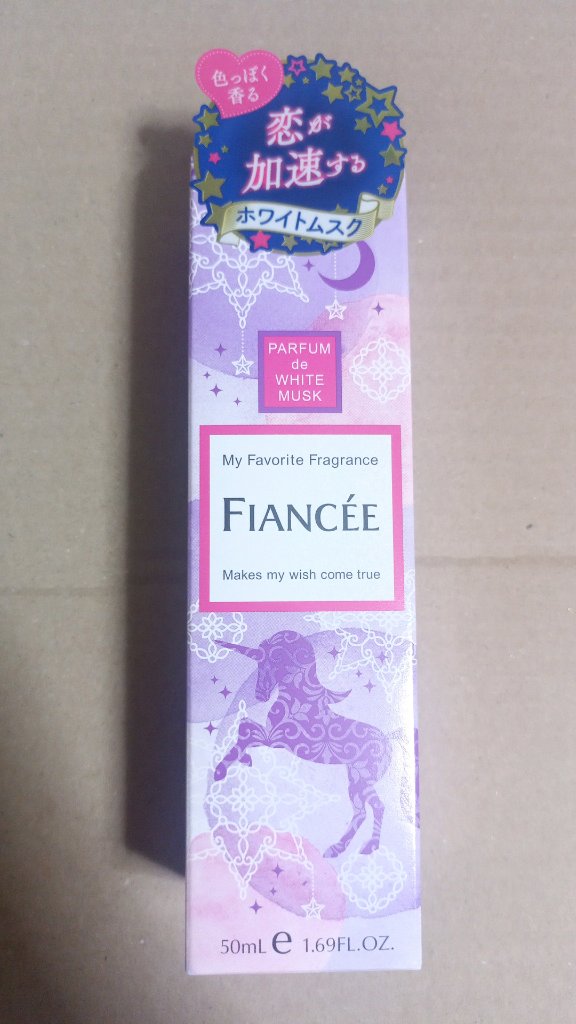 色っぽく
香る
恋が
加速する
ホワイトムスク
PARFUM
de
WHITE
MUSK
My Favorite Fragrance
FIANCÉE
Makes my wish come true
50mL e 1.69FL.OZ.